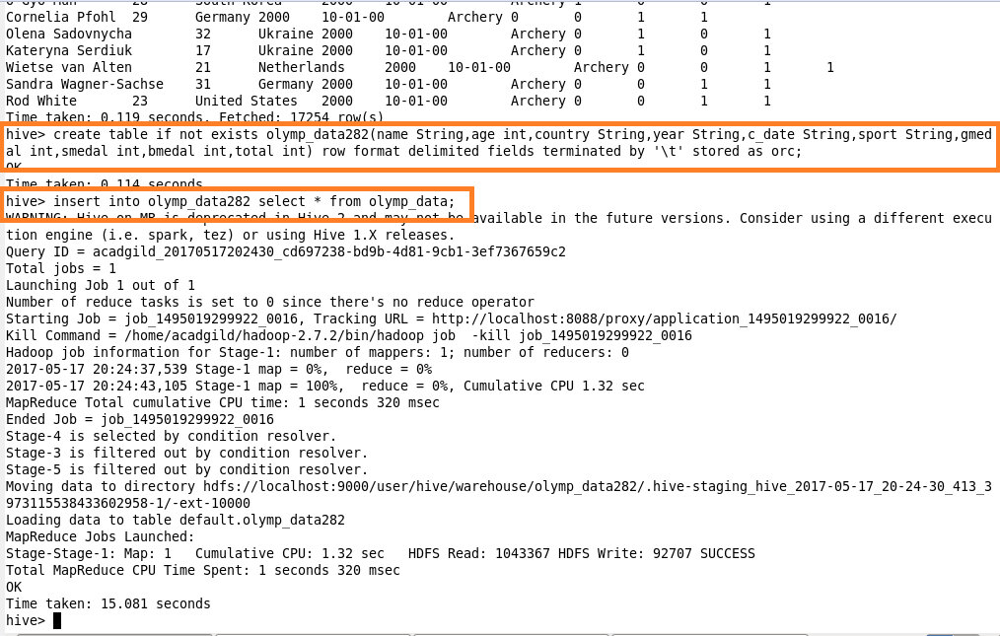 Cornelia Pfohl 29 Germany 2000 10-01-00 Archery 0 0 1 1
Olena Sadovnycha 32 Ukraine 2000 10-01-00 Archery 0 1 0 1
Kateryna Serdiuk 17 Ukraine 2000 10-01-00 Archery 0 1 0 1
Wietse van Alten 21 Netherlands 2000 10-01-00 Archery 0 0 1 1
Sandra Wagner-Sachse 31 Germany 2000 10-01-00 Archery 0 0 1 1
Rod White 23 United States 2000 10-01-00 Archery 0 0 1 1
Time taken: 0.119 seconds, Fetched: 17254 row(s)
hive> create table if not exists olymp_data282(name String,age int,country String,year String,c_date String,sport String,gmed
al int,smedal int,bmedal int,total int) row format delimited fields terminated by '\t' stored as orc;
OK
Time taken: 0.114 seconds
hive> insert into olymp_data282 select * from olymp_data;
WARNING: Hive-on-MR is deprecated in Hive 2 and may not be available in the future versions. Consider using a different execu
tion engine (i.e. spark, tez) or using Hive 1.X releases.
Query ID = acadgild_20170517202430_cd697238-bd9b-4d81-9cb1-3ef7367659c2
Total jobs = 1
Launching Job 1 out of 1
Number of reduce tasks is set to 0 since there's no reduce operator
Starting Job = job_1495019299922_0016, Tracking URL = http://localhost:8088/proxy/application_1495019299922_0016/
Kill Command = /home/acadgild/hadoop-2.7.2/bin/hadoop job  -kill job_1495019299922_0016
Hadoop job information for Stage-1: number of mappers: 1; number of reducers: 0
2017-05-17 20:24:37,539 Stage-1 map = 0%,  reduce = 0%
2017-05-17 20:24:43,105 Stage-1 map = 100%,  reduce = 0%, Cumulative CPU 1.32 sec
MapReduce Total cumulative CPU time: 1 seconds 320 msec
Ended Job = job_1495019299922_0016
Stage-4 is selected by condition resolver.
Stage-3 is filtered out by condition resolver.
Stage-5 is filtered out by condition resolver.
Moving data to directory hdfs://localhost:9000/user/hive/warehouse/olymp_data282/.hive-staging_hive_2017-05-17_20-24-30_413_3
973115538433602958-1/-ext-10000
Loading data to table default.olymp_data282
MapReduce Jobs Launched:
Stage-Stage-1: Map: 1   Cumulative CPU: 1.32 sec   HDFS Read: 1043367 HDFS Write: 92707 SUCCESS
Total MapReduce CPU Time Spent: 1 seconds 320 msec
OK
Time taken: 15.081 seconds
hive>